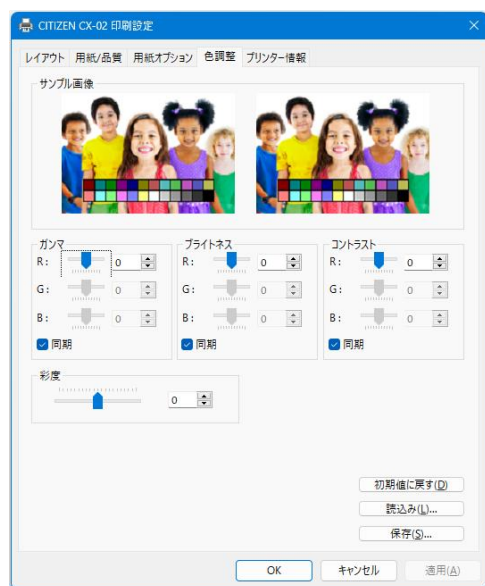 CITIZEN CX-02 印刷設定
レイアウト 用紙/品質 用紙オプション 色調整 プリンター情報
サンプル画像
ガンマ ブライトネス コントラスト
R: 0 R: 0 R: 0
G: 0 G: 0 G: 0
B: 0 B: 0 B: 0
同期 同期 同期
彩度
0
初期値に戻す(D)
読込み(L)...
保存(S)...
OK キャンセル 適用(A)